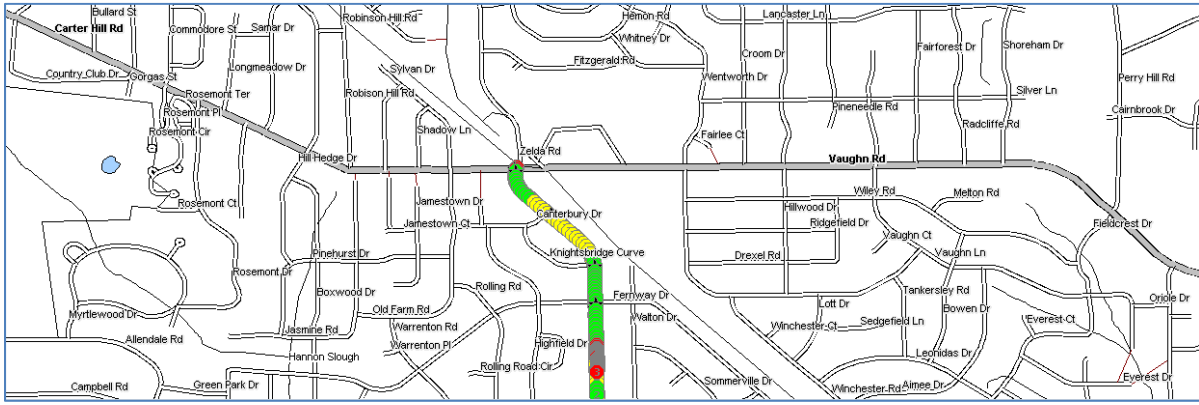 Bullard St
Carter Hill Rd
Commodore St
Samar Dr
Robinson Hill Rd
Hemon Rd
Whitney Dr
Lancaster Ln
Croom Dr
Fairforest Dr
Shoreham Dr
Country Club Dr
Gorgas St
Longmeadow Dr
Sylvan Dr
Fitzgerald Rd
Wentworth Dr
Perry Hill Rd
Rosemont Ter
Robison Hill Rd
Silver Ln
Rosemont Pl
Pineneedle Rd
Cairnbrook Dr
Rosemont Cir
Shadow Ln
Fairlee Ct
Radcliffe Rd
Hill Hedge Dr
Zelda Rd
Vaughn Rd
Rosemont Ct
Jamestown Dr
Wiley Rd
Melton Rd
Jamestown Ct
Canterbury Dr
Hillwood Dr
Ridgefield Dr
Fieldcrest Dr
Vaughn Ct
Pinehurst Dr
Knightsbridge Curve
Drexel Rd
Vaughn Ln
Rosemont Dr
Boxwood Dr
Rolling Rd
Fernway Dr
Tankersley Rd
Oriole Dr
Myrtlewood Dr
Old Farm Rd
Walton Dr
Lott Dr
Bowen Dr
Allendale Rd
Jasmine Rd
Warrenton Rd
Winchester Ct
Sedgefield Ln
Everest Ct
Hannon Slough
Warrenton Pl
Highfield Dr
Leonidas Dr
Campbell Rd
Green Park Dr
Rolling Road Cir
3
Sommerville Dr
Winchester Rd
Aimee Dr
Everest Dr